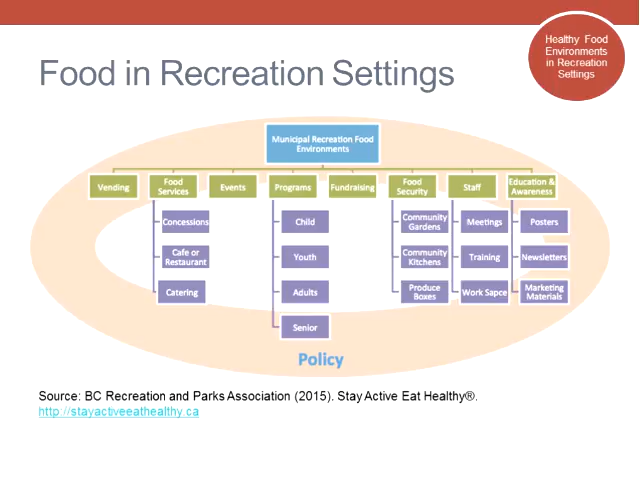 Healthy Food
Environments
in Recreation
Settings
Food in Recreation Settings
Municipal Recreation Food
Environments
Vending
Food
Services
Events
Programs
Fundraising
Food
Security
Staff
Education &
Awareness
Concessions
Child
Community
Gardens
Meetings
Posters
Cafe or
Restaurant
Youth
Community
Kitchens
Training
Newsletters
Catering
Adults
Produce
Boxes
Work Sapce
Marketing
Materials
Senior
Policy
Source: BC Recreation and Parks Association (2015). Stay Active Eat Healthy®.
http://stayactiveeathealthy.ca